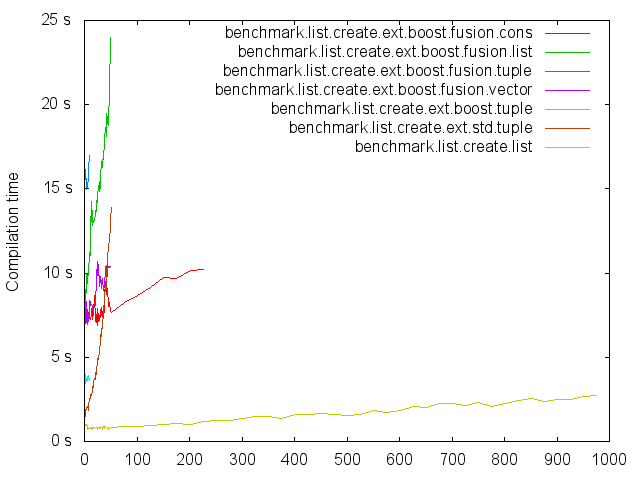 25 s
20 s
15 s
10 s
5 s
0 s
Compilation time
benchmark.list.create.ext.boost.fusion.cons
benchmark.list.create.ext.boost.fusion.list
benchmark.list.create.ext.boost.fusion.tuple
benchmark.list.create.ext.boost.fusion.vector
benchmark.list.create.ext.boost.tuple
benchmark.list.create.ext.std.tuple
benchmark.list.create.list
0 100 200 300 400 500 600 700 800 900 1000